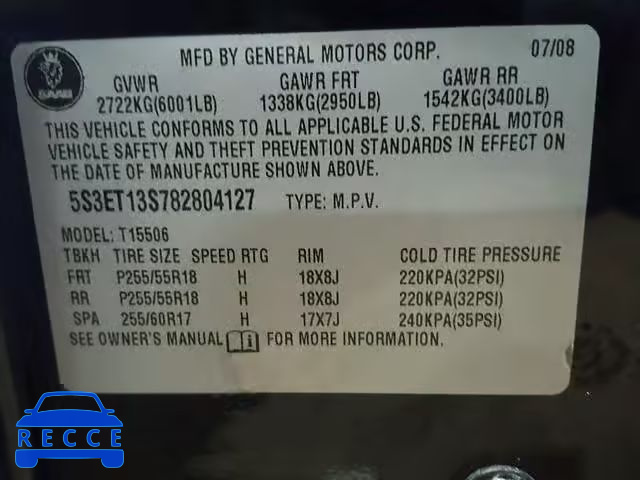 MFD BY GENERAL MOTORS CORP. 07/08
SAAB
GVWR GAWR FRT GAWR RR
2722KG(6001LB) 1338KG(2950LB) 1542KG(3400LB)
THIS VEHICLE CONFORMS TO ALL APPLICABLE U.S. FEDERAL MOTOR
VEHICLE SAFETY AND THEFT PREVENTION STANDARDS IN EFFECT ON
THE DATE OF MANUFACTURE SHOWN ABOVE.
5S3ET13S782804127 TYPE: M.P.V.
MODEL: T15506
TBKH TIRE SIZE SPEED RTG RIM COLD TIRE PRESSURE
FRT P255/55R18 H 18X8J 220KPA(32PSI)
RR P255/55R18 H 18X8J 220KPA(32PSI)
SPA 255/60R17 H 17X7J 240KPA(35PSI)
SEE OWNER'S MANUAL FOR MORE INFORMATION.
RECCE